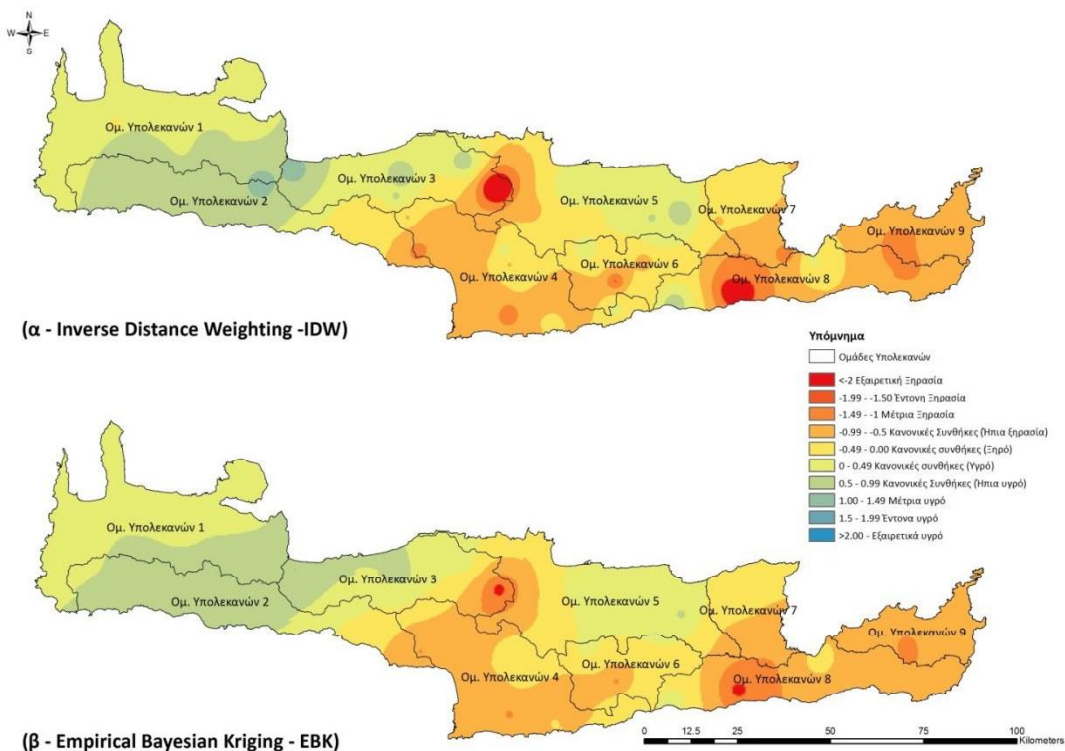 N
W E
S
Ομ. Υπολεκανών 1
Ομ. Υπολεκανών 2
Ομ. Υπολεκανών 3
Ομ. Υπολεκανών 4
Ομ. Υπολεκανών 5
Ομ. Υπολεκανών 6
Ομ. Υπολεκανών 7
Ομ. Υπολεκανών 8
Ομ. Υπολεκανών 9
(α - Inverse Distance Weighting -IDW)
Υπόμνημα
Ομάδες Υπολεκανών
<-2 Εξαιρετική Ξηρασία
-1.99 - -1.50 Έντονη Ξηρασία
-1.49 - -1 Μέτρια Ξηρασία
-0.99 - -0.5 Κανονικές Συνθήκες (Ήπια ξηρασία)
-0.49 - 0.00 Κανονικές συνθήκες (Ξηρό)
0 - 0.49 Κανονικές συνθήκες (Υγρό)
0.5 - 0.99 Κανονικές Συνθήκες (Ήπια υγρό)
1.00 - 1.49 Μέτρια υγρό
1.5 - 1.99 Έντονα υγρό
>2.00 - Εξαιρετικά υγρό
Ομ. Υπολεκανών 1
Ομ. Υπολεκανών 2
Ομ. Υπολεκανών 3
Ομ. Υπολεκανών 4
Ομ. Υπολεκανών 5
Ομ. Υπολεκανών 6
Ομ. Υπολεκανών 7
Ομ. Υπολεκανών 8
Ομ. Υπολεκανών 9
(β - Empirical Bayesian Kriging - EBK)
0 12.5 25 50 75 100
Kilometers